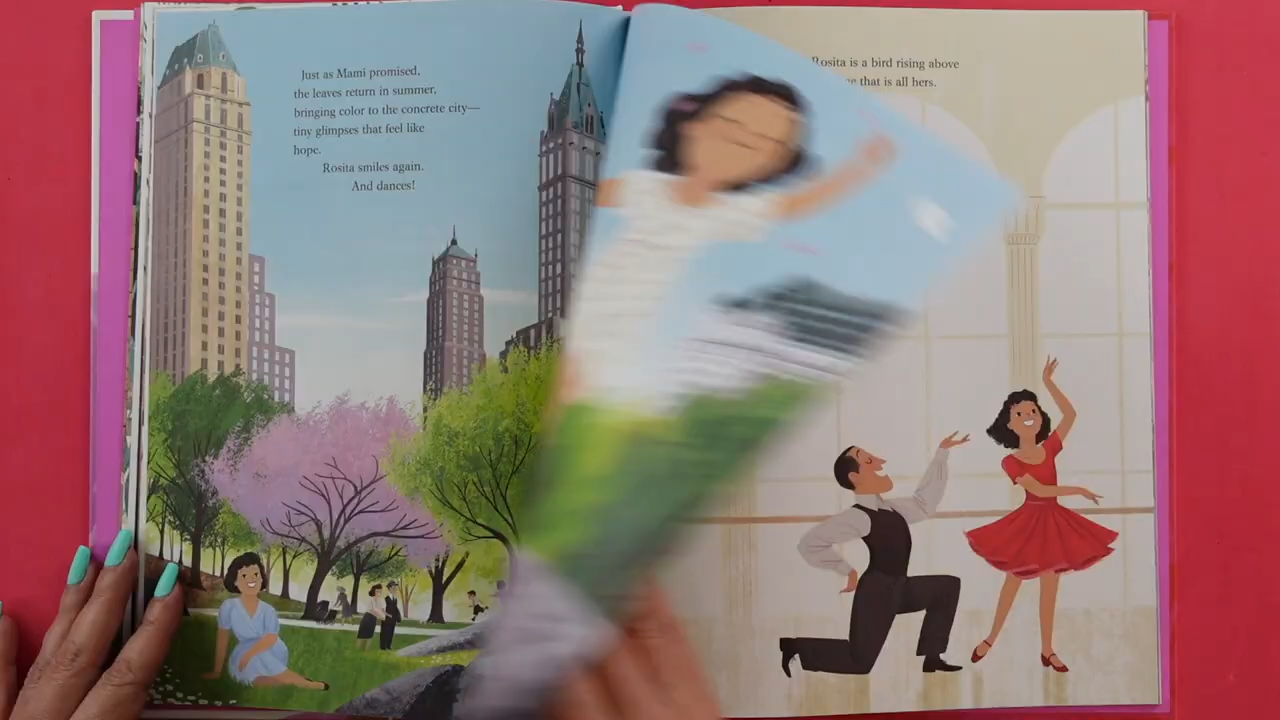 Just as Mami promised,
the leaves return in summer,
bringing color to the concrete city—
tiny glimpses that feel like
hope.
Rosita smiles again.
And dances!
Rosita is a bird rising above
that is all hers.